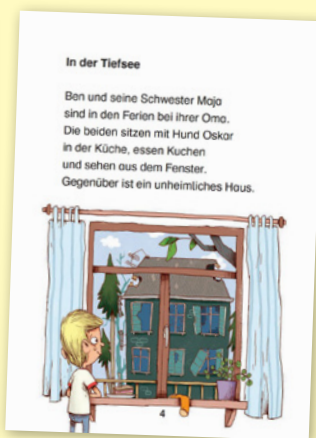 In der Tiefsee
Ben und seine Schwester Maja
sind in den Ferien bei ihrer Oma.
Die beiden sitzen mit Hund Oskar
in der Küche, essen Kuchen
und sehen aus dem Fenster.
Gegenüber ist ein unheimliches Haus.
4